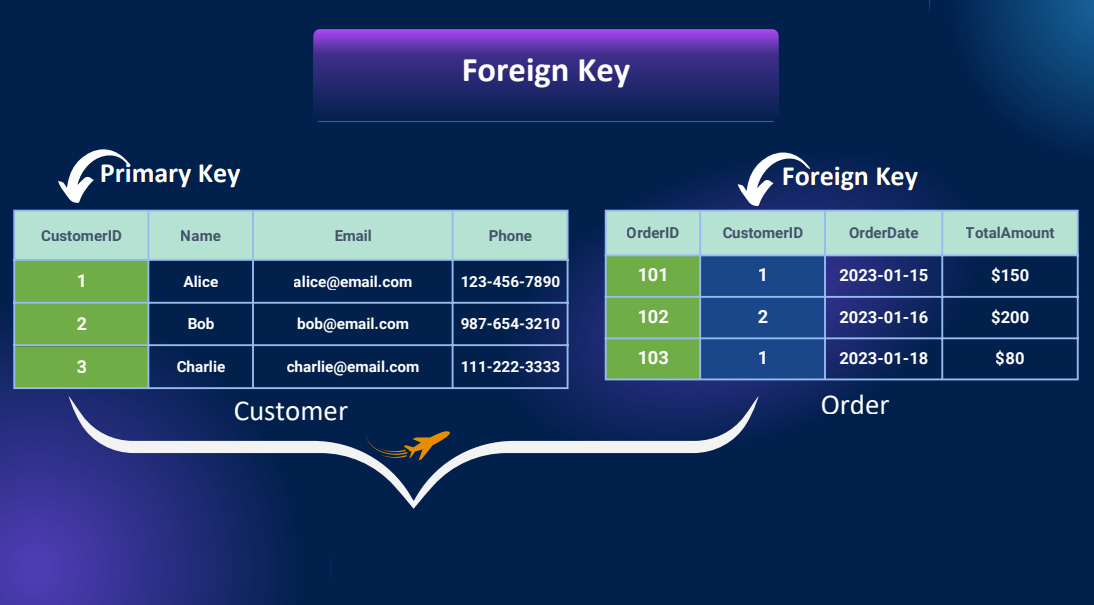 Foreign Key
Primary Key
CustomerID Name Email Phone
1 Alice alice@email.com 123-456-7890
2 Bob bob@email.com 987-654-3210
3 Charlie charlie@email.com 111-222-3333
Customer
Foreign Key
OrderID CustomerID OrderDate TotalAmount
101 1 2023-01-15 $150
102 2 2023-01-16 $200
103 1 2023-01-18 $80
Order